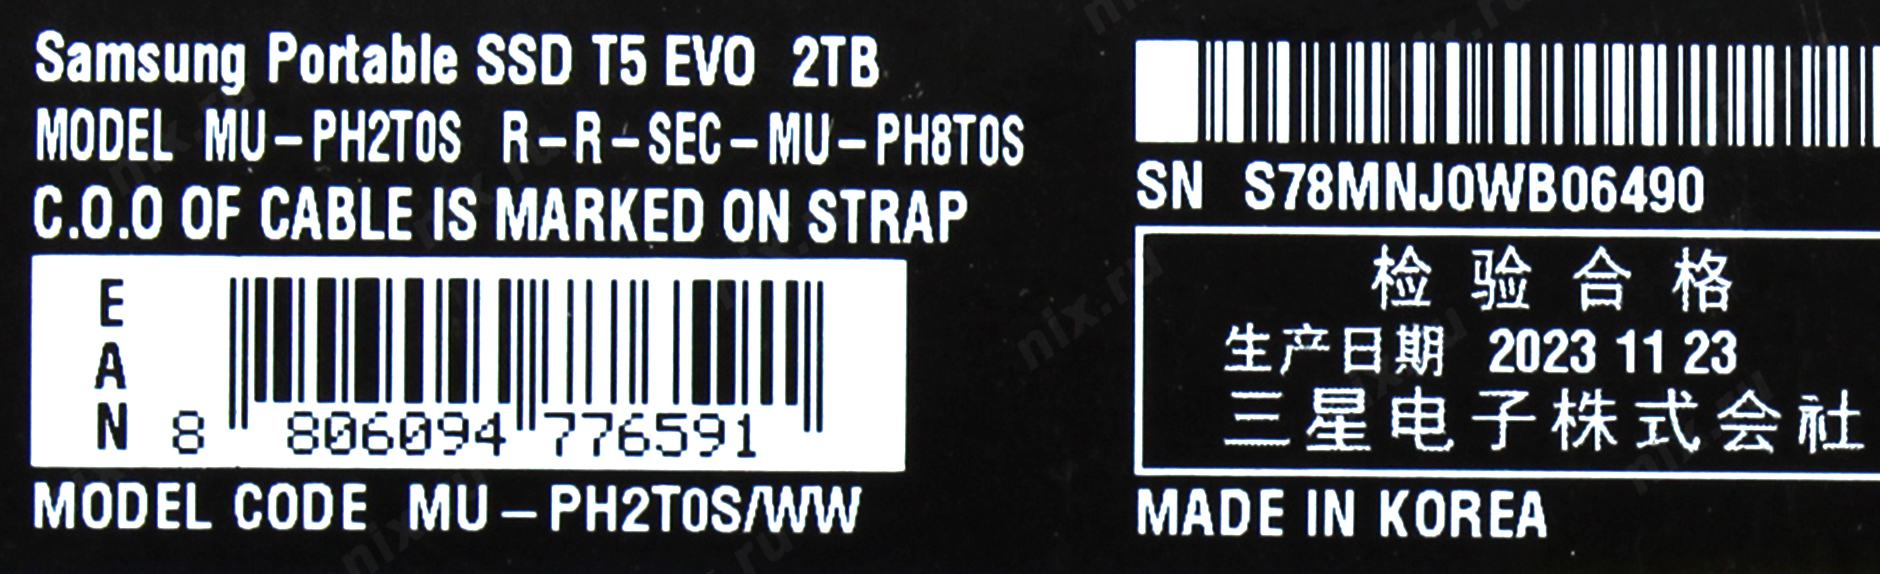 Samsung Portable SSD T5 EVO 2TB
MODEL MU-PH2T0S R-R-SEC-MU-PH8T0S
C.O.O OF CABLE IS MARKED ON STRAP
EAN
8 806094 776591
MODEL CODE MU-PH2T0S/WW
SN S78MNJ0WB06490
检验合格
生产日期 2023 11 23
三星电子株式会社
MADE IN KOREA
nix.ru